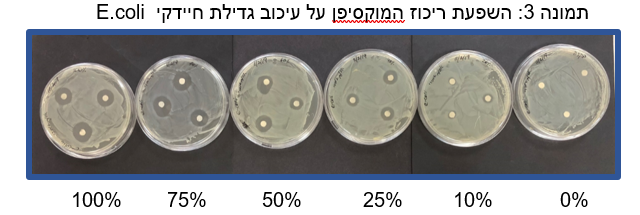 תמונה 3: השפעת ריכוז המוקסיפן על עיכוב גדילת חיידקי E.coli
100% 75% 50% 25% 10% 0%